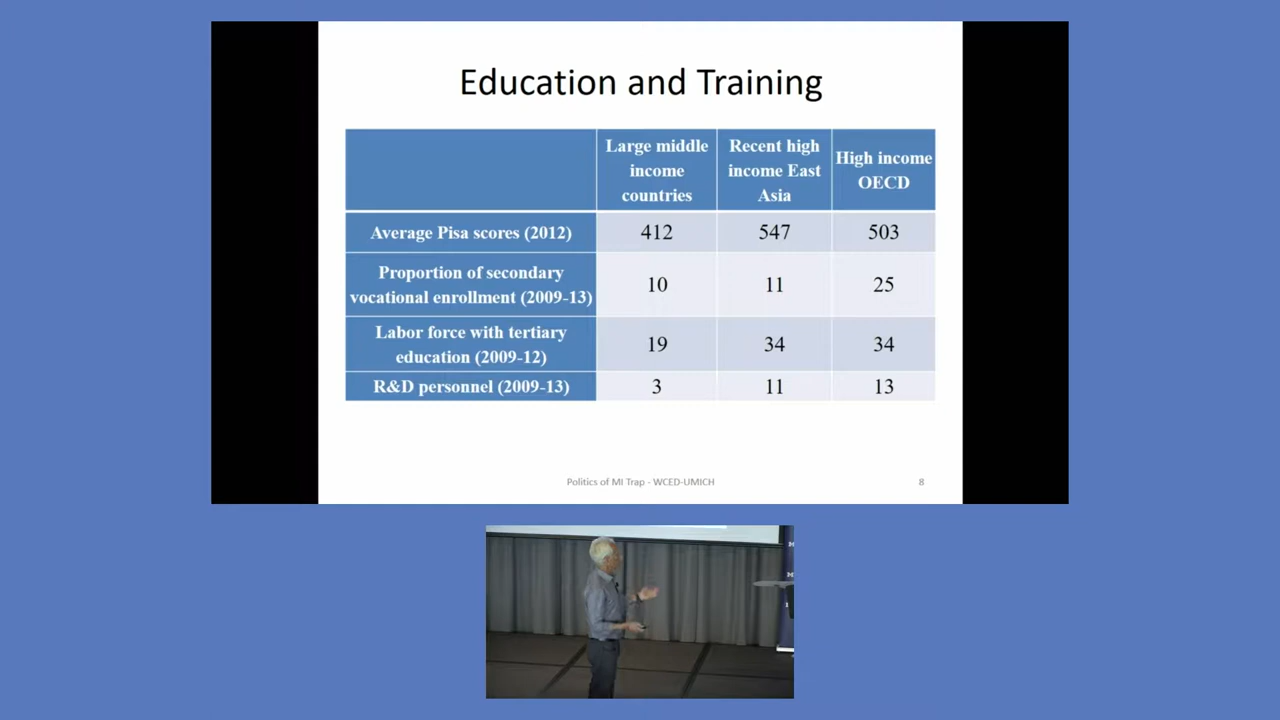 Education and Training
Large middle
income
countries
Recent high
income East
Asia
High income
OECD
Average Pisa scores (2012)
412
547
503
Proportion of secondary
vocational enrollment (2009-13)
10
11
25
Labor force with tertiary
education (2009-12)
19
34
34
R&D personnel (2009-13)
3
11
13
Politics of MI Trap - WCED-UMICH
8